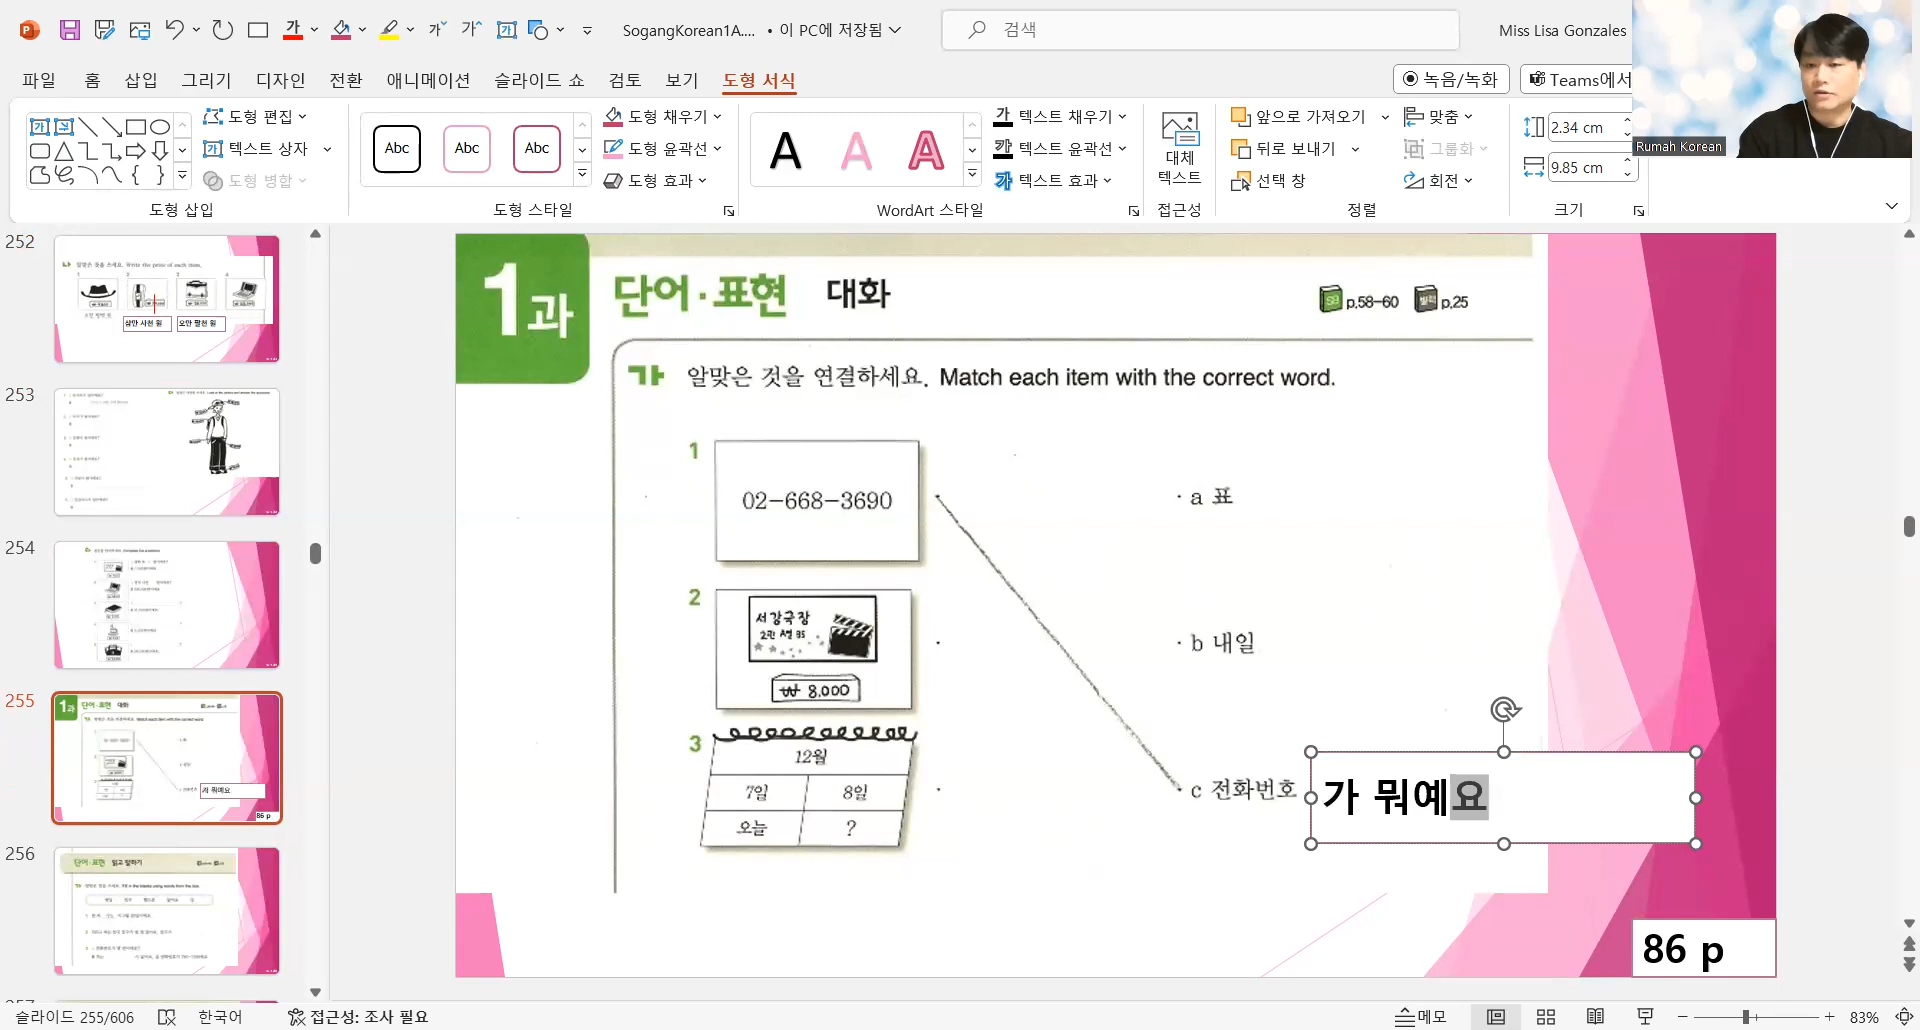 SogangKorean1A.... • 이 PC에 저장됨
검색
Miss Lisa Gonzales
파일 홈 삽입 그리기 디자인 전환 애니메이션 슬라이드 쇼 검토 보기 도형 서식
녹음/녹화
Teams에서
도형 편집
텍스트 상자
도형 병합
도형 삽입
Abc Abc Abc
도형 채우기
도형 윤곽선
도형 효과
도형 스타일
A A A
텍스트 채우기
텍스트 윤곽선
텍스트 효과
WordArt 스타일
대체 텍스트
접근성
앞으로 가져오기
뒤로 보내기
선택 창
맞춤
그룹화
회전
정렬
2.34 cm
9.85 cm
크기
Rumah Korean
252
삼만 사천 원 오만 팔천 원
253
254
255
256
1과
단어·표현 대화
p.58-60 p.25
가 알맞은 것을 연결하세요. Match each item with the correct word.
1
02-668-3690
· a 표
2
서강극장
₩ 8.000
· b 내일
3
12월
7일 8일
오늘 ?
· c 전화번호
가 뭐예요
86 p
슬라이드 255/606
한국어
접근성: 조사 필요
메모
83%